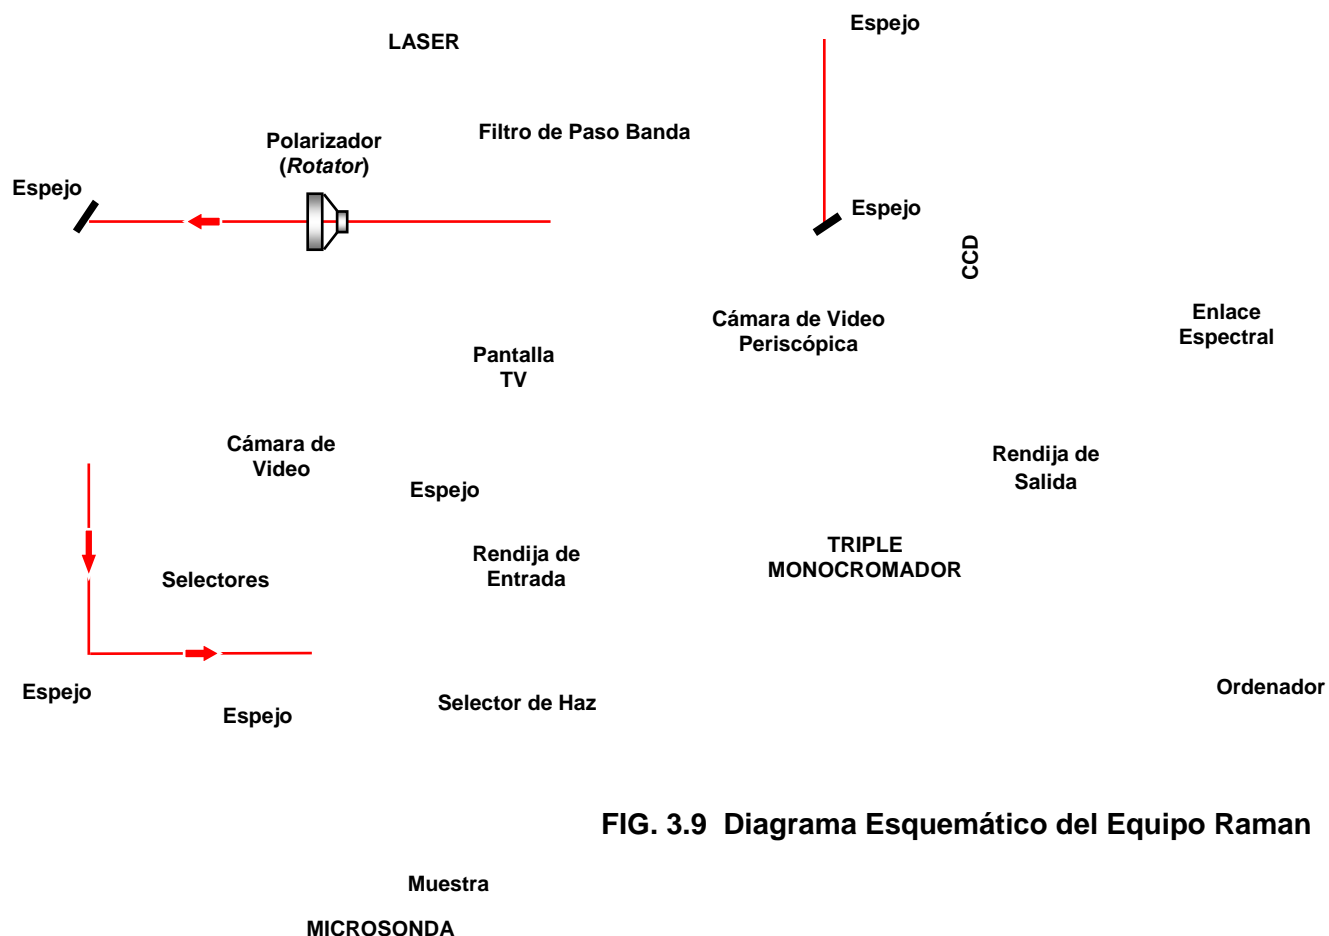 Espejo
LASER
Filtro de Paso Banda
Polarizador
(Rotator)
Espejo
Espejo
CCD
Enlace
Espectral
Cámara de Video
Periscópica
Pantalla
TV
Cámara de
Video
Rendija de
Salida
Espejo
TRIPLE
MONOCROMADOR
Rendija de
Entrada
Selectores
Espejo
Espejo
Selector de Haz
Ordenador
FIG. 3.9 Diagrama Esquemático del Equipo Raman
Muestra
MICROSONDA